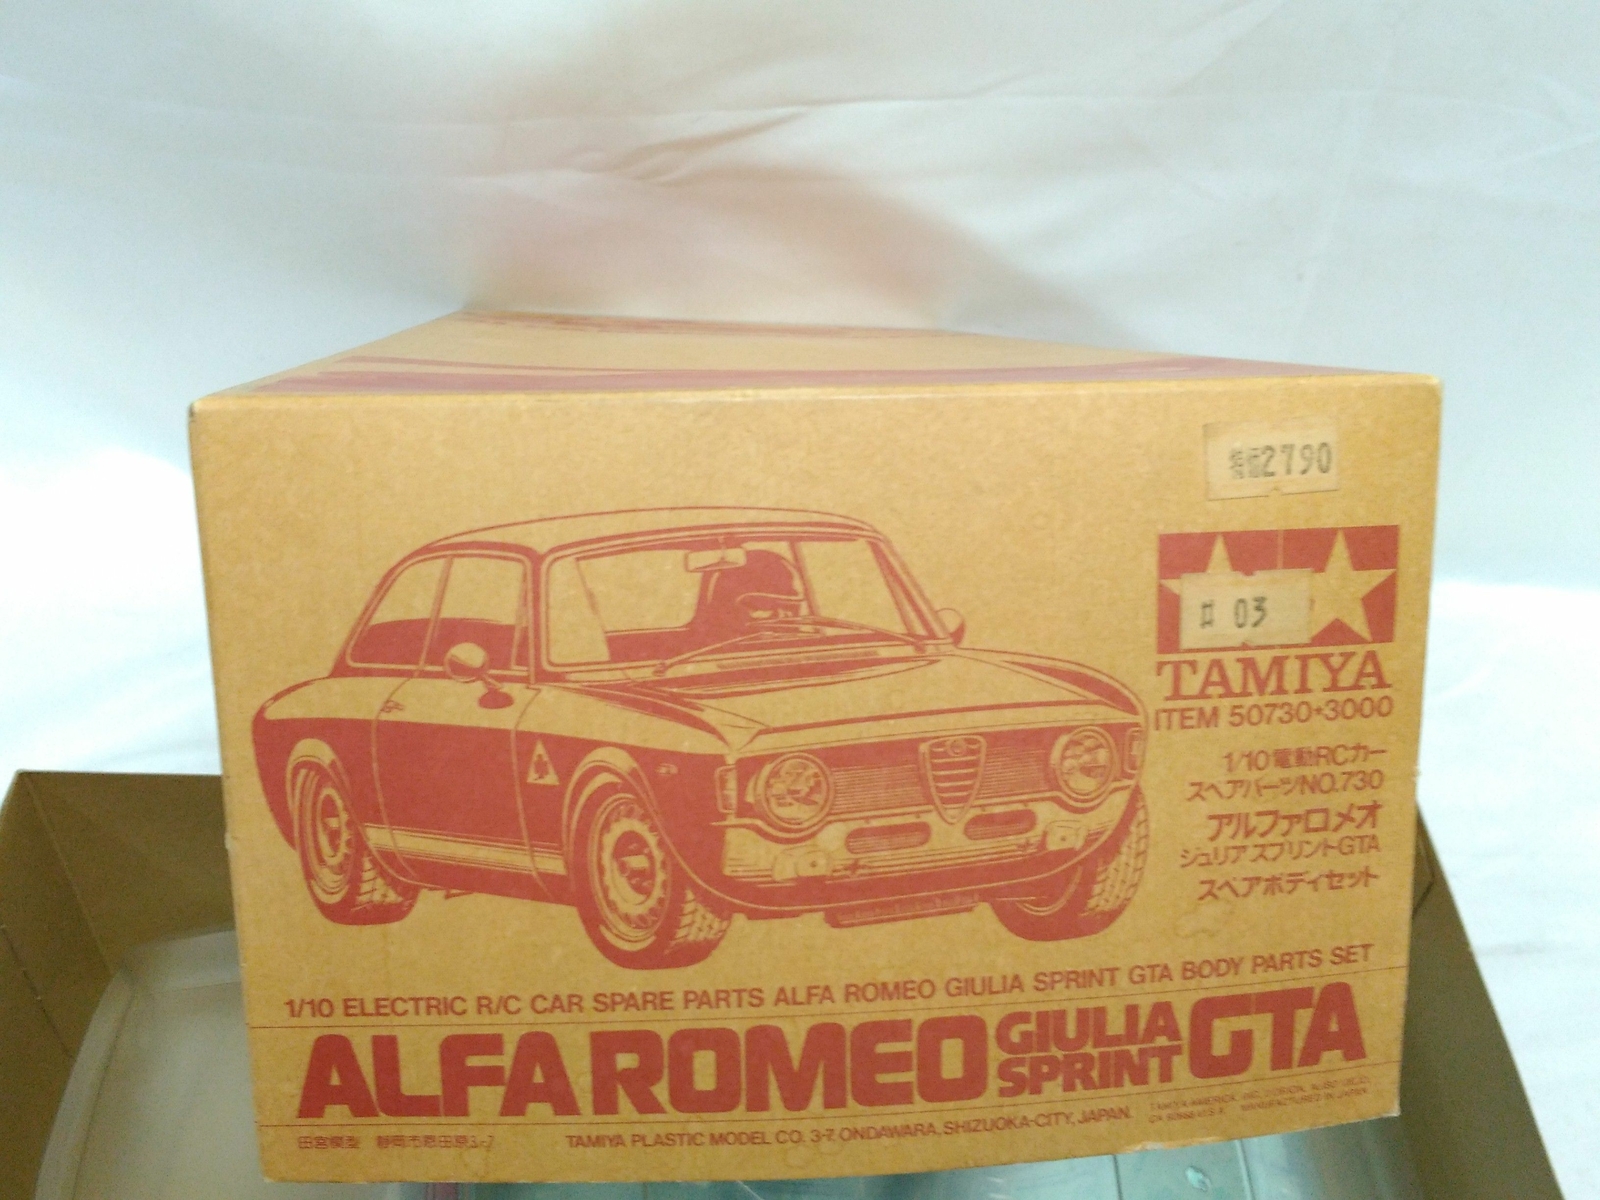 特価2790
# 03
TAMIYA
ITEM 50730*3000
1/10電動RCカー
スペアパーツNO.730
アルファロメオ
ジュリア スプリントGTA
スペアボディセット
1/10 ELECTRIC R/C CAR SPARE PARTS ALFA ROMEO GIULIA SPRINT GTA BODY PARTS SET
ALFA ROMEO GIULIA SPRINT GTA
田宮模型 静岡市恩田原3-7
TAMIYA PLASTIC MODEL CO. 3-7, ONDAWARA, SHIZUOKA-CITY, JAPAN.
TAMIYA AMERICA, INC.
MANUFACTURED IN JAPAN.